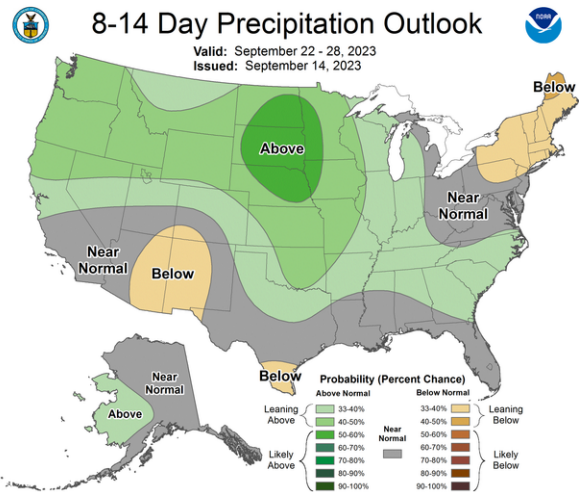 8-14 Day Precipitation Outlook
Valid: September 22 - 28, 2023
Issued: September 14, 2023
NOAA
Below
Above
Near
Normal
Near
Normal
Below
Below
Near
Normal
Above
Probability (Percent Chance)
Above Normal
Below Normal
Leaning
Above
33-40%
40-50%
Likely
Above
50-60%
60-70%
70-80%
80-90%
90-100%
Near
Normal
33-40%
40-50%
Leaning
Below
50-60%
60-70%
70-80%
80-90%
90-100%
Likely
Below